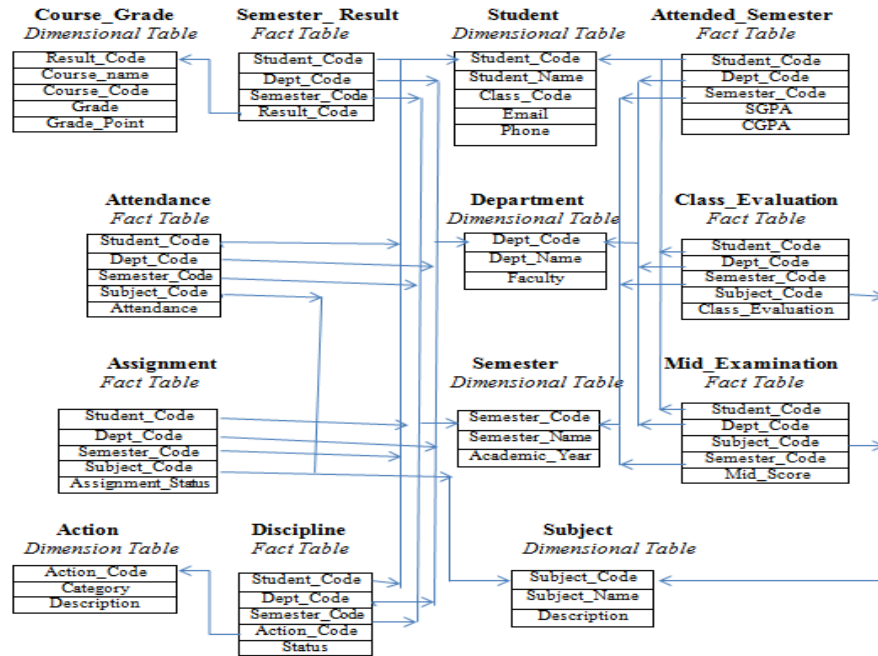 Course_Grade
Dimensional Table
Result_Code
Course_name
Course_Code
Grade
Grade_Point
Semester_ Result
Fact Table
Student_Code
Dept_Code
Semester_Code
Result_Code
Student
Dimensional Table
Student_Code
Student_Name
Class_Code
Email
Phone
Attended_Semester
Fact Table
Student_Code
Dept_Code
Semester_Code
SGPA
CGPA
Attendance
Fact Table
Student_Code
Dept_Code
Semester_Code
Subject_Code
Attendance
Department
Dimensional Table
Dept_Code
Dept_Name
Faculty
Class_Evaluation
Fact Table
Student_Code
Dept_Code
Semester_Code
Subject_Code
Class_Evaluation
Assignment
Fact Table
Student_Code
Dept_Code
Semester_Code
Subject_Code
Assignment_Status
Semester
Dimensional Table
Semester_Code
Semester_Name
Academic_Year
Mid_Examination
Fact Table
Student_Code
Dept_Code
Subject_Code
Semester_Code
Mid_Score
Action
Dimension Table
Action_Code
Category
Description
Discipline
Fact Table
Student_Code
Dept_Code
Semester_Code
Action_Code
Status
Subject
Dimensional Table
Subject_Code
Subject_Name
Description